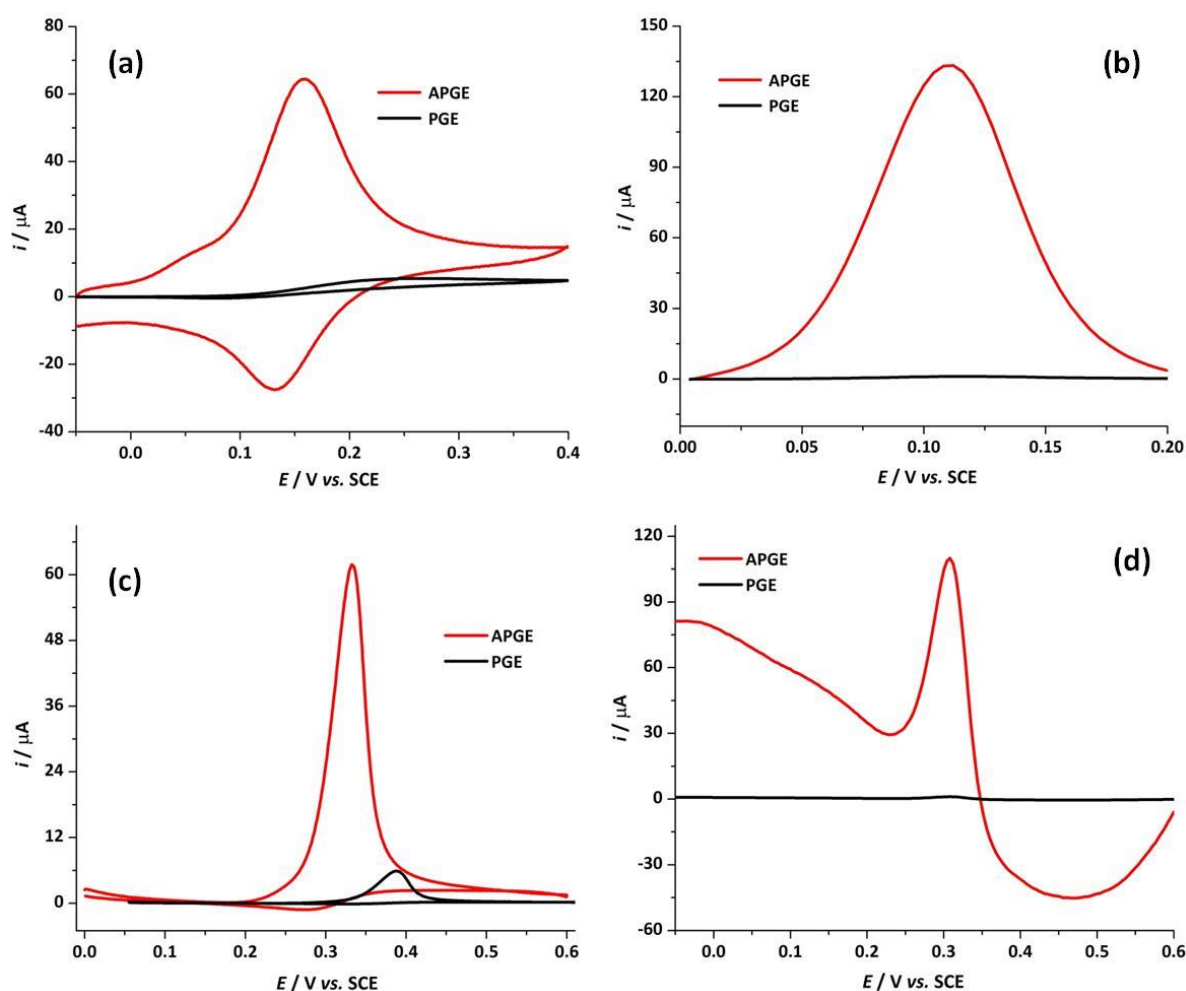 (a)
80
60
40
20
0
-20
-40
i / μA
0.0 0.1 0.2 0.3 0.4
E / V vs. SCE
APGE
PGE
(b)
150
120
90
60
30
0
i / μA
0.00 0.05 0.10 0.15 0.20
E / V vs. SCE
APGE
PGE
(c)
60
48
36
24
12
0
i / μA
0.0 0.1 0.2 0.3 0.4 0.5 0.6
E / V vs. SCE
APGE
PGE
(d)
120
90
60
30
0
-30
-60
i / μA
0.0 0.1 0.2 0.3 0.4 0.5 0.6
E / V vs. SCE
APGE
PGE